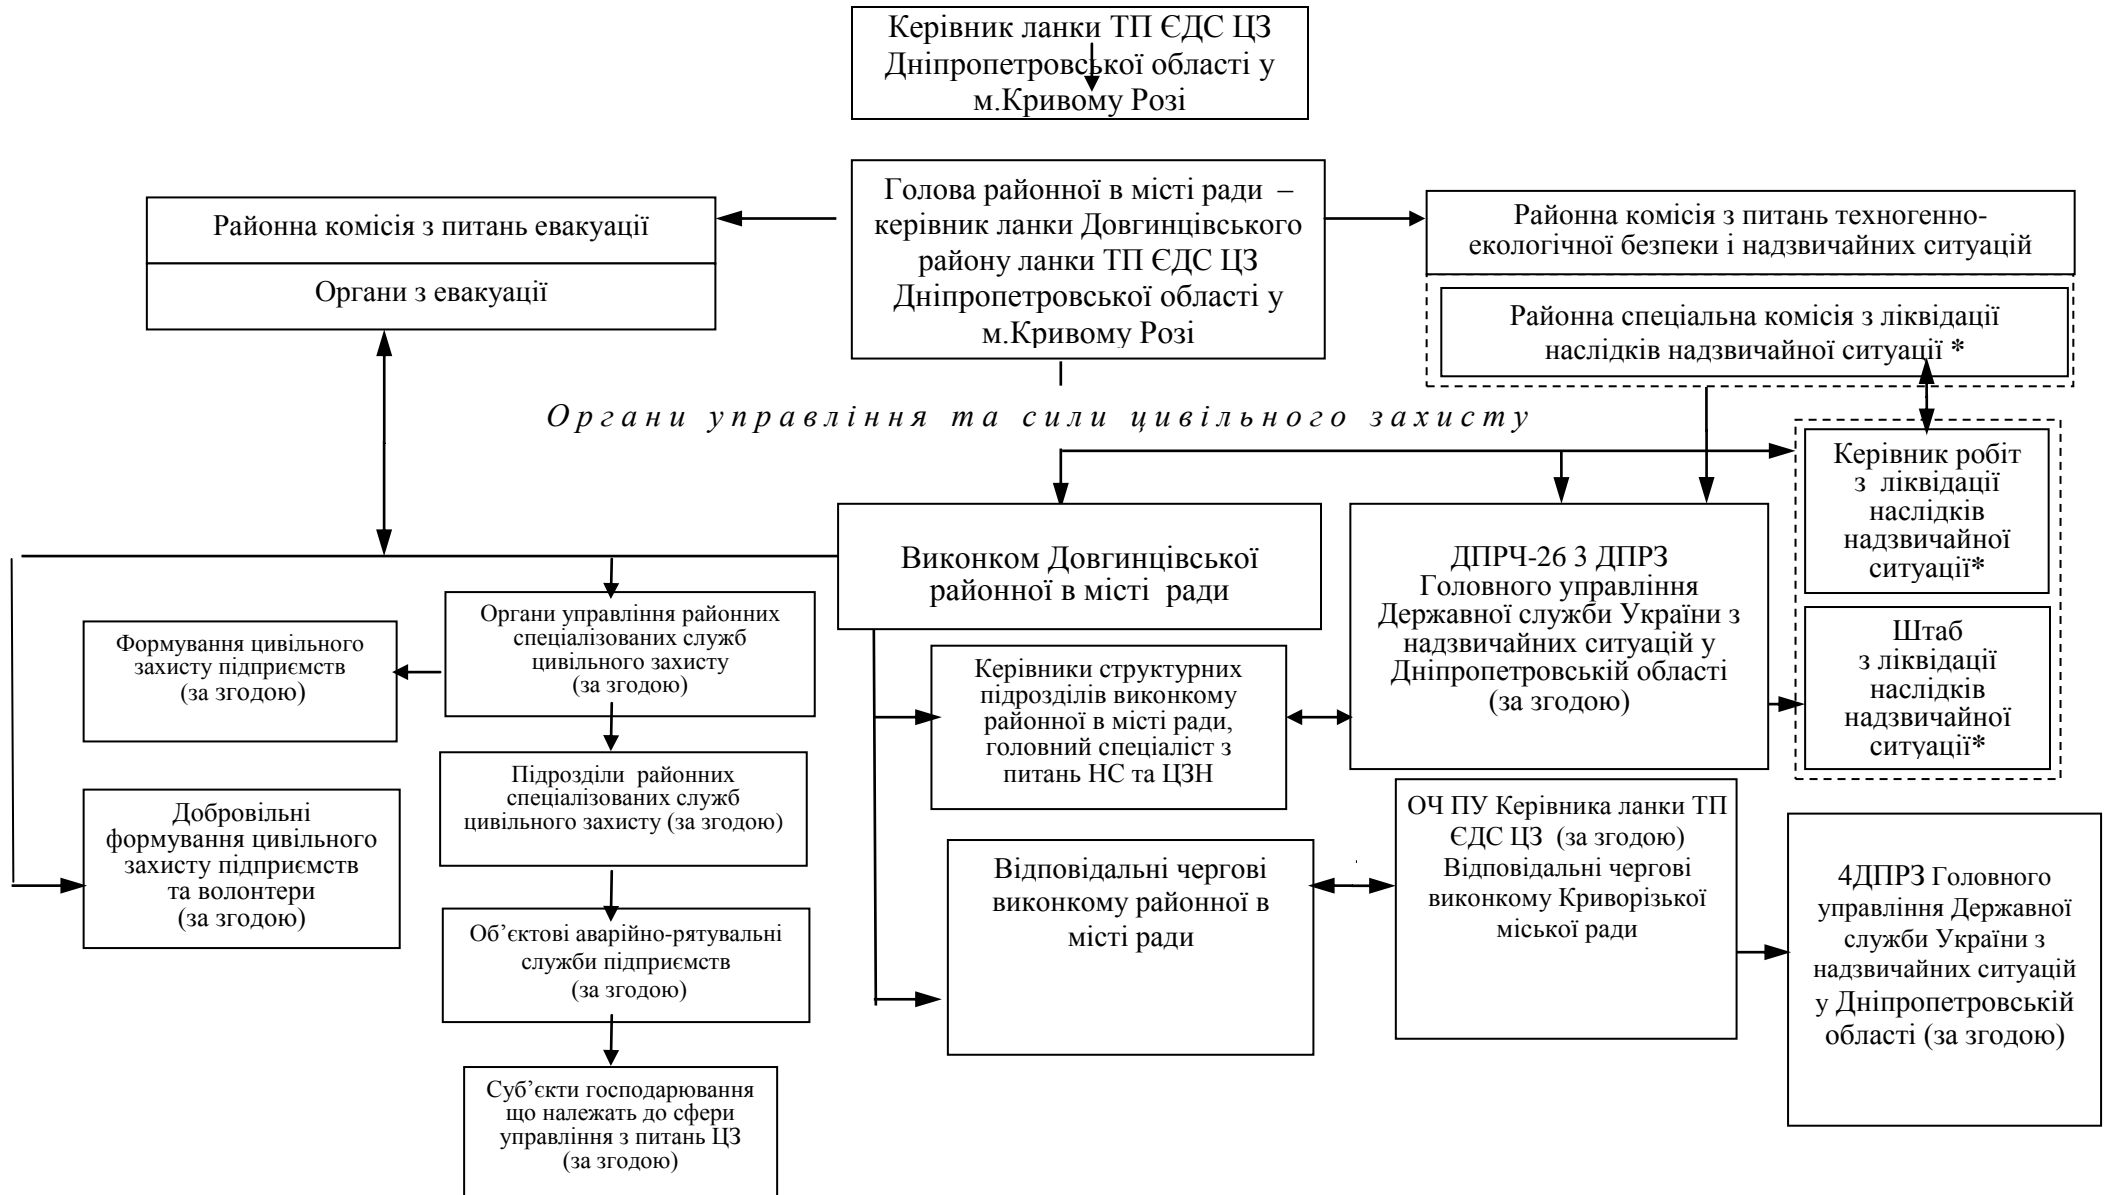 Керівник ланки ТП ЄДС ЦЗ
Дніпропетровської області у
м.Кривому Розі
Голова районної в місті ради –
керівник ланки Довгинцівського
району ланки ТП ЄДС ЦЗ
Дніпропетровської області у
м.Кривому Розі
Районна комісія з питань евакуації
Органи з евакуації
Районна комісія з питань техногенно-
екологічної безпеки і надзвичайних ситуацій
Районна спеціальна комісія з ліквідації
наслідків надзвичайної ситуації *
Органи управління та сили цивільного захисту
Керівник робіт
з ліквідації
наслідків
надзвичайної
ситуації*
Штаб
з ліквідації
наслідків
надзвичайної
ситуації*
Виконком Довгинцівської
районної в місті ради
ДПРЧ-26 3 ДПРЗ
Головного управління
Державної служби України з
надзвичайних ситуацій у
Дніпропетровській області
(за згодою)
Органи управління районних
спеціалізованих служб
цивільного захисту
(за згодою)
Формування цивільного
захисту підприємств
(за згодою)
Керівники структурних
підрозділів виконкому
районної в місті ради,
головний спеціаліст з
питань НС та ЦЗН
Підрозділи районних
спеціалізованих служб
цивільного захисту (за згодою)
Добровільні
формування цивільного
захисту підприємств
та волонтери
(за згодою)
Відповідальні чергові
виконкому районної в
місті ради
ОЧ ПУ Керівника ланки ТП
ЄДС ЦЗ (за згодою)
Відповідальні чергові
виконкому Криворізької
міської ради
4ДПРЗ Головного
управління Державної
служби України з
надзвичайних ситуацій
у Дніпропетровській
області (за згодою)
Об’єктові аварійно-рятувальні
служби підприємств
(за згодою)
Суб’єкти господарювання
що належать до сфери
управління з питань ЦЗ
(за згодою)